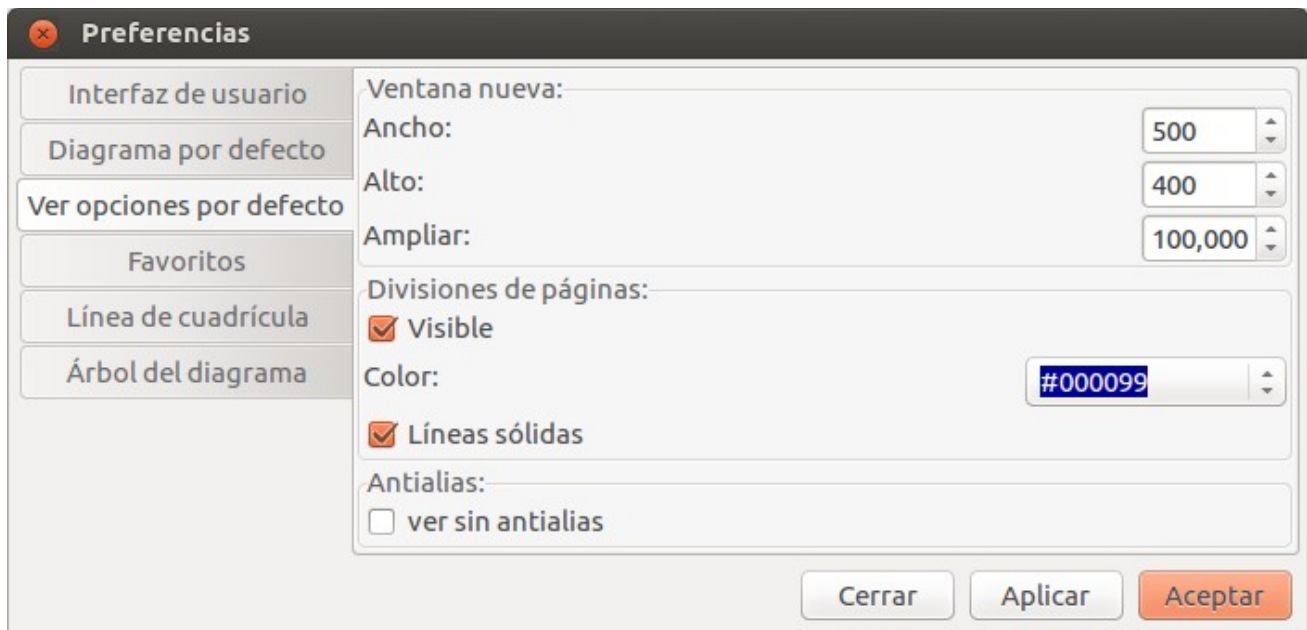 Preferencias
Interfaz de usuario
Diagrama por defecto
Ver opciones por defecto
Favoritos
Línea de cuadrícula
Árbol del diagrama
Ventana nueva:
Ancho: 500
Alto: 400
Ampliar: 100,000
Divisiones de páginas:
Visible
Color: #000099
Líneas sólidas
Antialias:
ver sin antialias
Cerrar Aplicar Aceptar